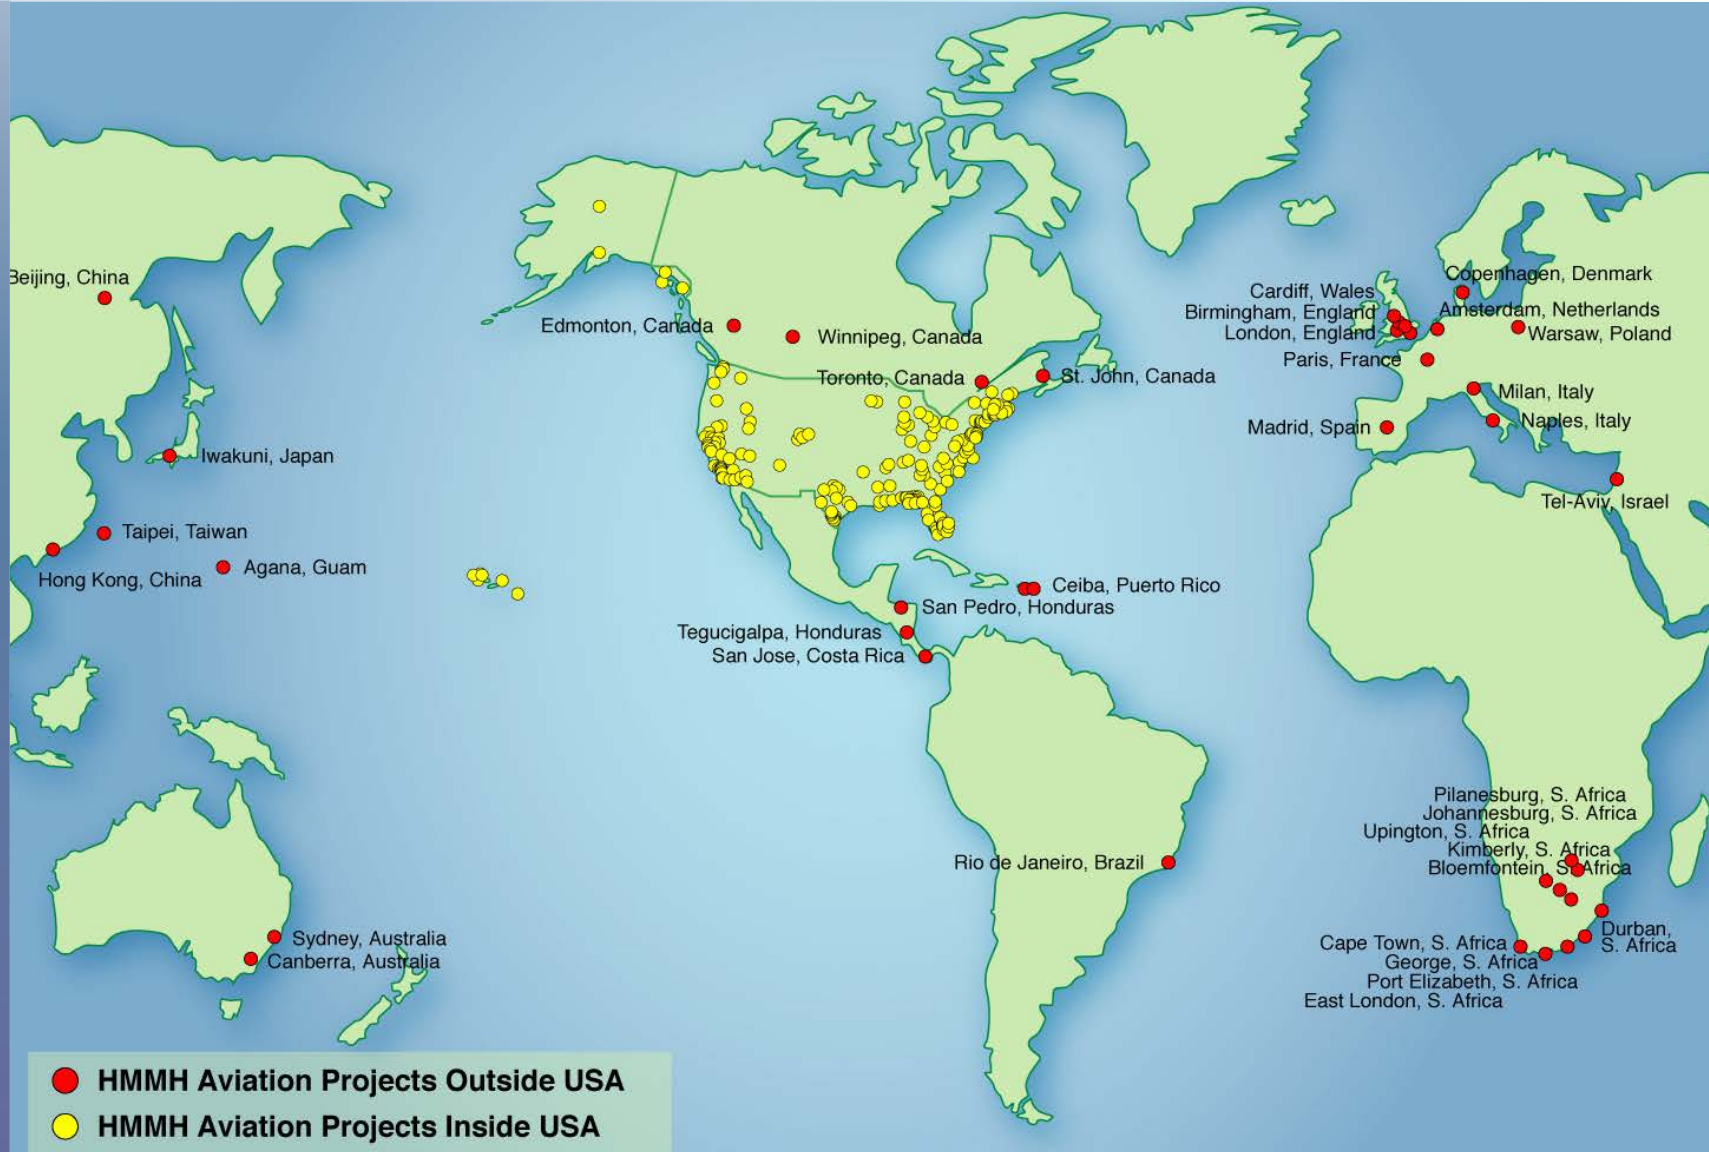 Beijing, China
Iwakuni, Japan
Taipei, Taiwan
Hong Kong, China
Agana, Guam
Sydney, Australia
Canberra, Australia
Edmonton, Canada
Winnipeg, Canada
Toronto, Canada
St. John, Canada
Ceiba, Puerto Rico
San Pedro, Honduras
Tegucigalpa, Honduras
San Jose, Costa Rica
Rio de Janeiro, Brazil
Copenhagen, Denmark
Cardiff, Wales
Birmingham, England
London, England
Amsterdam, Netherlands
Warsaw, Poland
Paris, France
Milan, Italy
Naples, Italy
Madrid, Spain
Tel-Aviv, Israel
Pilanesburg, S. Africa
Johannesburg, S. Africa
Upington, S. Africa
Kimberly, S. Africa
Bloemfontein, S. Africa
Durban,
S. Africa
Cape Town, S. Africa
George, S. Africa
Port Elizabeth, S. Africa
East London, S. Africa
HMMH Aviation Projects Outside USA
HMMH Aviation Projects Inside USA